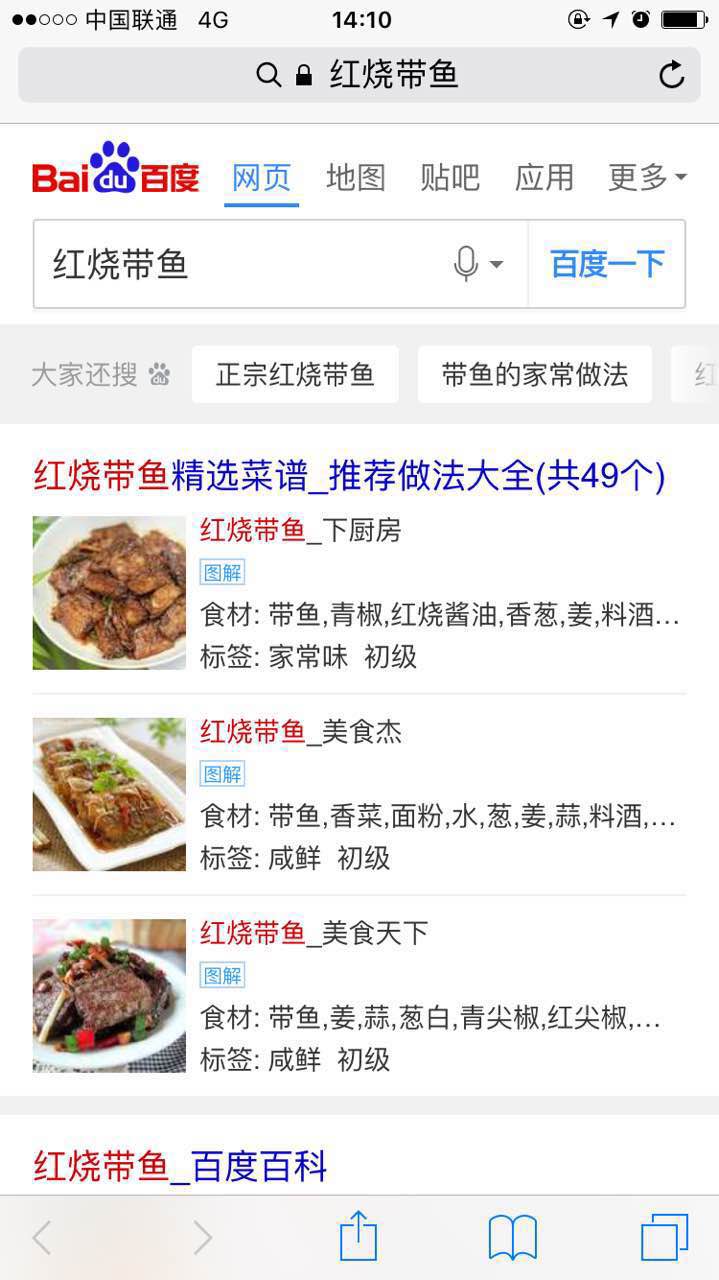 中国联通 4G 14:10
红烧带鱼
Bai du 百度 网页 地图 贴吧 应用 更多
红烧带鱼 百度一下
大家还搜 du 正宗红烧带鱼 带鱼的家常做法 红
红烧带鱼精选菜谱_推荐做法大全(共49个)
红烧带鱼_下厨房
图解
食材: 带鱼,青椒,红烧酱油,香葱,姜,料酒...
标签: 家常味 初级
红烧带鱼_美食杰
图解
食材: 带鱼,香菜,面粉,水,葱,姜,蒜,料酒,...
标签: 咸鲜 初级
红烧带鱼_美食天下
图解
食材: 带鱼,姜,蒜,葱白,青尖椒,红尖椒,...
标签: 咸鲜 初级
红烧带鱼_百度百科